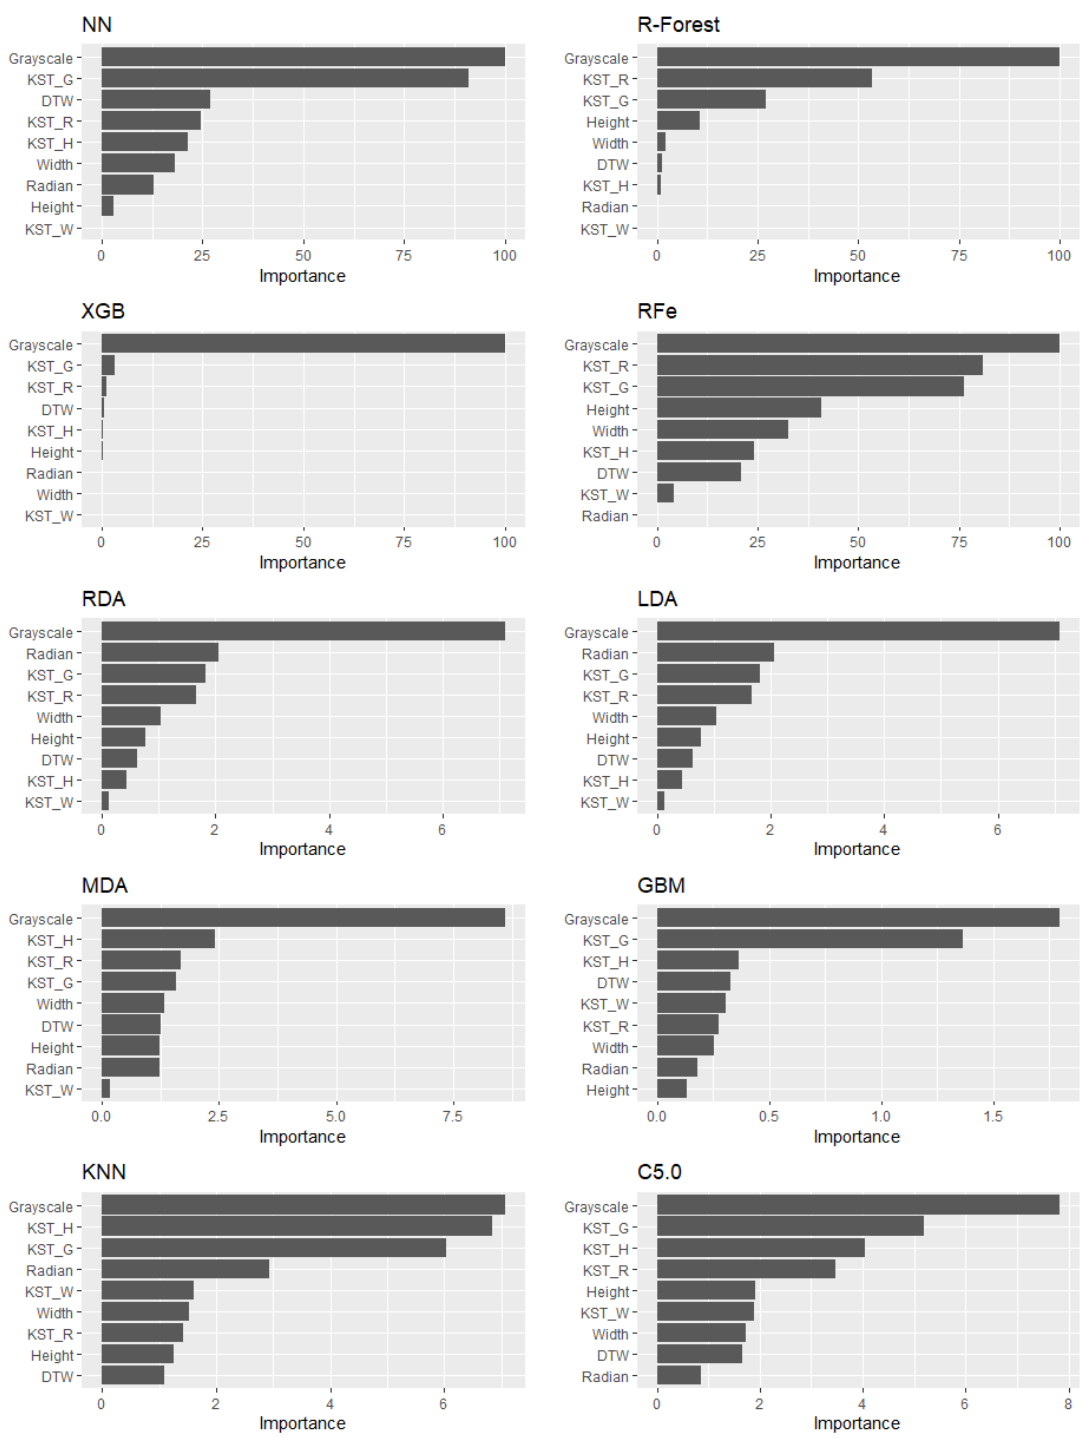 NN
Grayscale
KST_G
DTW
KST_R
KST_H
Width
Radian
Height
KST_W
0 25 50 75 100
Importance
R-Forest
Grayscale
KST_R
KST_G
Height
Width
DTW
KST_H
Radian
KST_W
0 25 50 75 100
Importance
XGB
Grayscale
KST_G
KST_R
DTW
KST_H
Height
Radian
Width
KST_W
0 25 50 75 100
Importance
RFe
Grayscale
KST_R
KST_G
Height
Width
KST_H
DTW
KST_W
Radian
0 25 50 75 100
Importance
RDA
Grayscale
Radian
KST_G
KST_R
Width
Height
DTW
KST_H
KST_W
0 2 4 6
Importance
LDA
Grayscale
Radian
KST_G
KST_R
Width
Height
DTW
KST_H
KST_W
0 2 4 6
Importance
MDA
Grayscale
KST_H
KST_R
KST_G
Width
DTW
Height
Radian
KST_W
0.0 2.5 5.0 7.5
Importance
GBM
Grayscale
KST_G
KST_H
DTW
KST_W
KST_R
Width
Radian
Height
0.0 0.5 1.0 1.5
Importance
KNN
Grayscale
KST_H
KST_G
Radian
KST_W
Width
KST_R
Height
DTW
0 2 4 6
Importance
C5.0
Grayscale
KST_G
KST_H
KST_R
Height
KST_W
Width
DTW
Radian
0 2 4 6 8
Importance